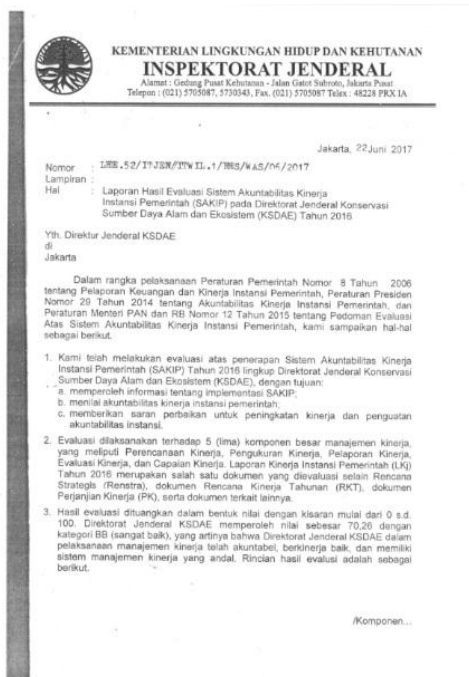 KEMENTERIAN LINGKUNGAN HIDUP DAN KEHUTANAN
INSPEKTORAT JENDERAL
Alamat : Gedung Pusat Kehutanan - Jalan Gatot Subroto, Jakarta Pusat
Telepon : (021) 5705087, 5730343, Fax. (021) 5705087 Telex : 48228 PRX IA
Jakarta, 22 Juni 2017
Nomor : LHE.52/ITJEN/ITWIL.1/HHS/WAS/06/2017
Lampiran :
Hal : Laporan Hasil Evaluasi Sistem Akuntabilitas Kinerja
Instansi Pemerintah (SAKIP) pada Direktorat Jenderal Konservasi
Sumber Daya Alam dan Ekosistem (KSDAE) Tahun 2016
Yth. Direktur Jenderal KSDAE
di
Jakarta
Dalam rangka pelaksanaan Peraturan Pemerintah Nomor 8 Tahun 2006
tentang Pelaporan Keuangan dan Kinerja Instansi Pemerintah, Peraturan Presiden
Nomor 29 Tahun 2014 tentang Akuntabilitas Kinerja Instansi Pemerintah, dan
Peraturan Menteri PAN dan RB Nomor 12 Tahun 2015 tentang Pedoman Evaluasi
Atas Sistem Akuntabilitas Kinerja Instansi Pemerintah, kami sampaikan hal-hal
sebagai berikut.
1. Kami telah melakukan evaluasi atas penerapan Sistem Akuntabilitas Kinerja
Instansi Pemerintah (SAKIP) Tahun 2016 lingkup Direktorat Jenderal Konservasi
Sumber Daya Alam dan Ekosistem (KSDAE), dengan tujuan:
a. memperoleh informasi tentang implementasi SAKIP;
b. menilai akuntabilitas kinerja instansi pemerintah;
c. memberikan saran perbaikan untuk peningkatan kinerja dan penguatan
akuntabilitas instansi.
2. Evaluasi dilaksanakan terhadap 5 (lima) komponen besar manajemen kinerja,
yang meliputi Perencanaan Kinerja, Pengukuran Kinerja, Pelaporan Kinerja,
Evaluasi Kinerja, dan Capaian Kinerja. Laporan Kinerja Instansi Pemerintah (LKj)
Tahun 2016 merupakan salah satu dokumen yang dievaluasi selain Rencana
Strategis (Renstra), dokumen Rencana Kinerja Tahunan (RKT), dokumen
Perjanjian Kinerja (PK), serta dokumen terkait lainnya.
3. Hasil evaluasi dituangkan dalam bentuk nilai dengan kisaran mulai dari 0 s.d.
100. Direktorat Jenderal KSDAE memperoleh nilai sebesar 70,26 dengan
kategori BB (sangat baik), yang artinya bahwa Direktorat Jenderal KSDAE dalam
pelaksanaan manajemen kinerja telah akuntabel, berkinerja baik, dan memiliki
sistem manajemen kinerja yang andal. Rincian hasil evalusi adalah sebagai
berikut.
/Komponen...